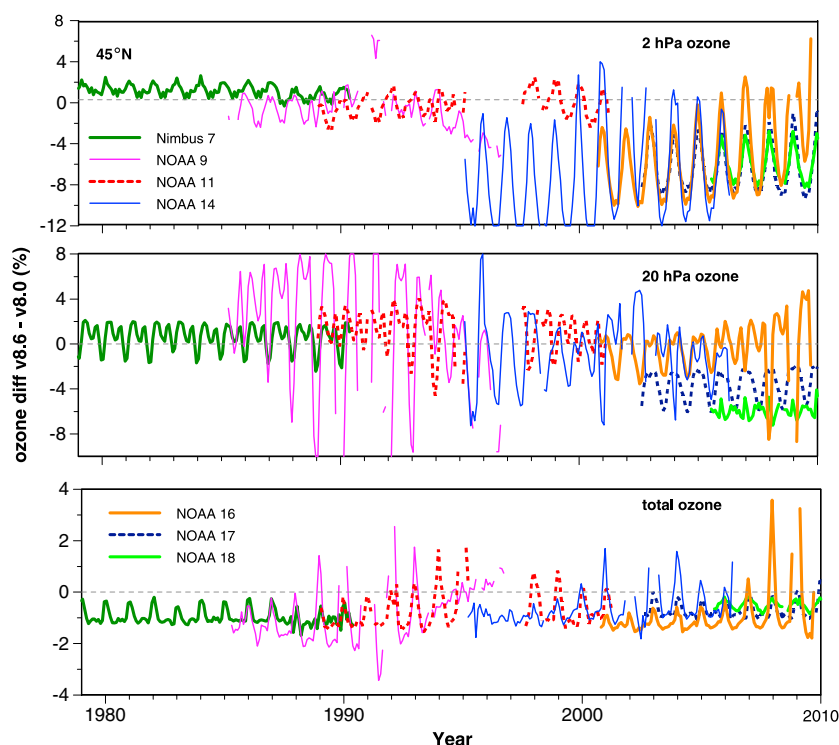 8
4
0
-4
-8
-12
45°N
2 hPa ozone
Nimbus 7
NOAA 9
NOAA 11
NOAA 14
ozone diff v8.6 - v8.0 (%)
8
4
0
-4
-8
20 hPa ozone
4
2
0
-2
-4
total ozone
NOAA 16
NOAA 17
NOAA 18
1980
1990
2000
2010
Year